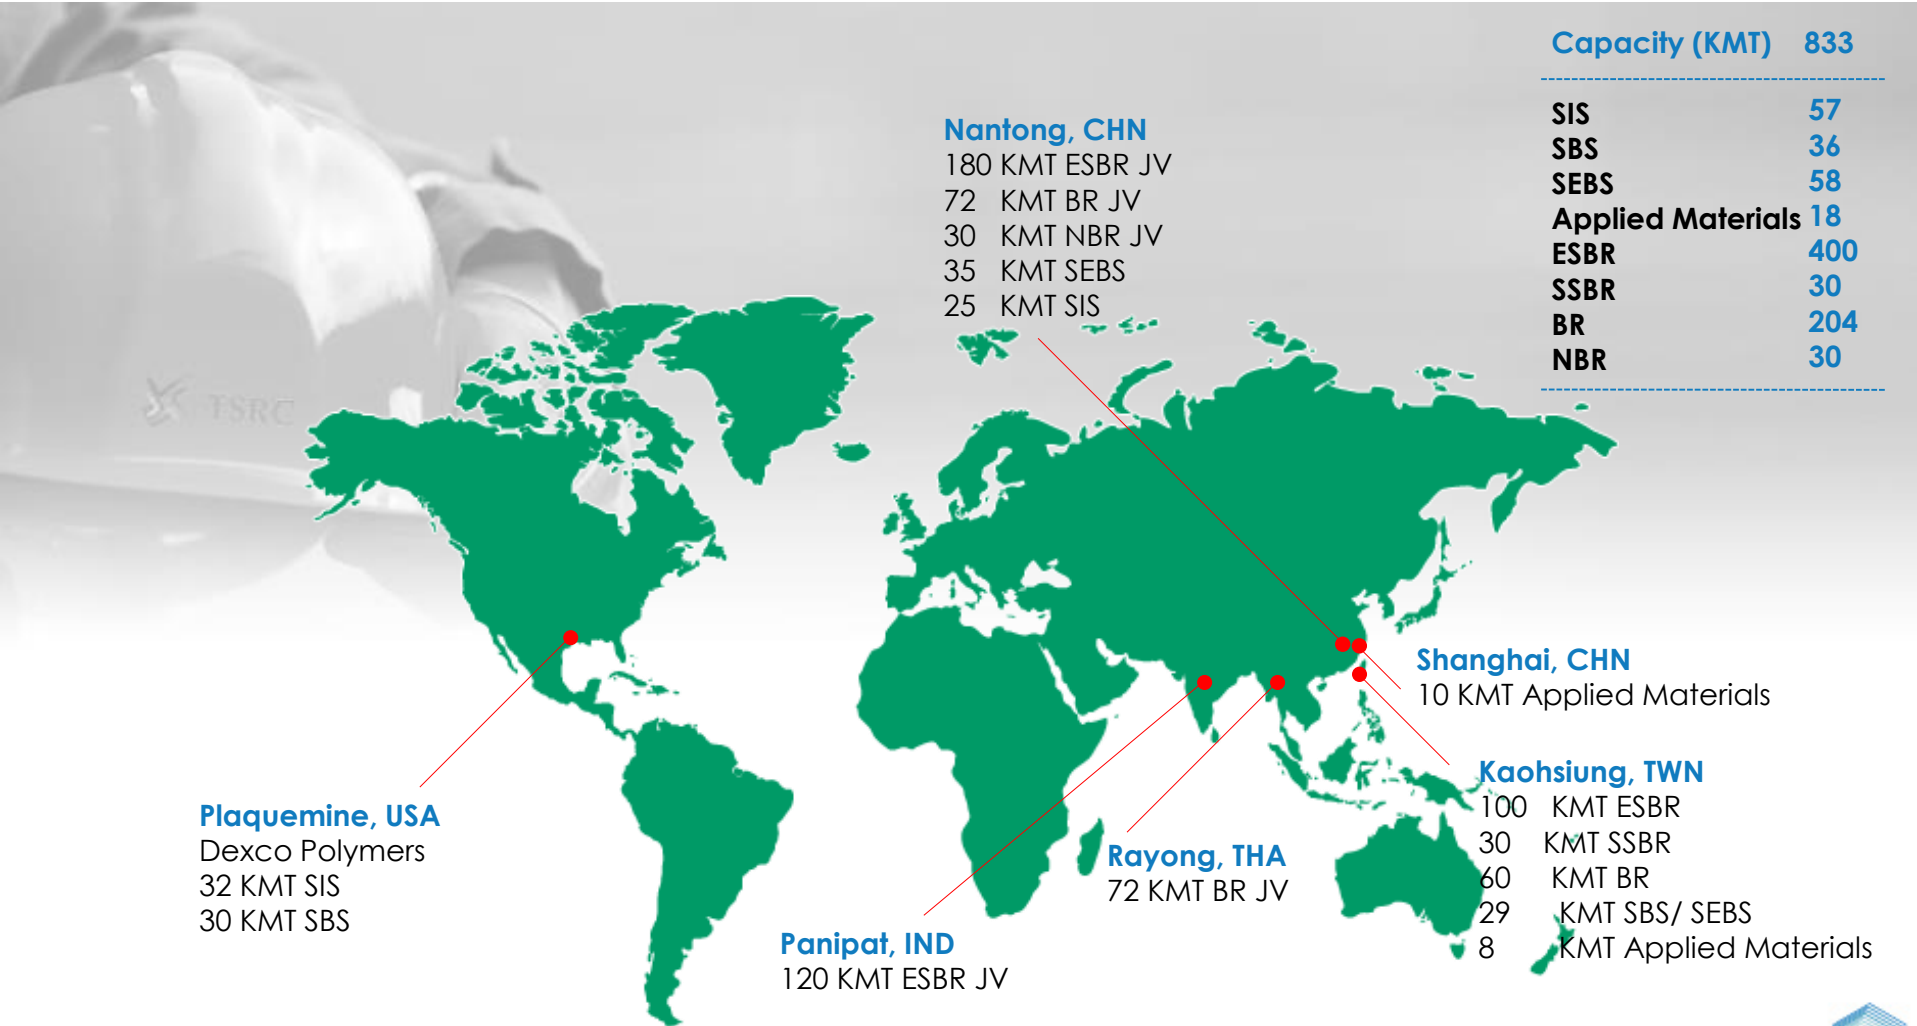 Capacity (KMT) 833
SIS 57
SBS 36
SEBS 58
Applied Materials 18
ESBR 400
SSBR 30
BR 204
NBR 30
Nantong, CHN
180 KMT ESBR JV
72 KMT BR JV
30 KMT NBR JV
35 KMT SEBS
25 KMT SIS
TSRC
Shanghai, CHN
10 KMT Applied Materials
Kaohsiung, TWN
100 KMT ESBR
30 KMT SSBR
60 KMT BR
29 KMT SBS/ SEBS
8 KMT Applied Materials
Plaquemine, USA
Dexco Polymers
32 KMT SIS
30 KMT SBS
Rayong, THA
72 KMT BR JV
Panipat, IND
120 KMT ESBR JV